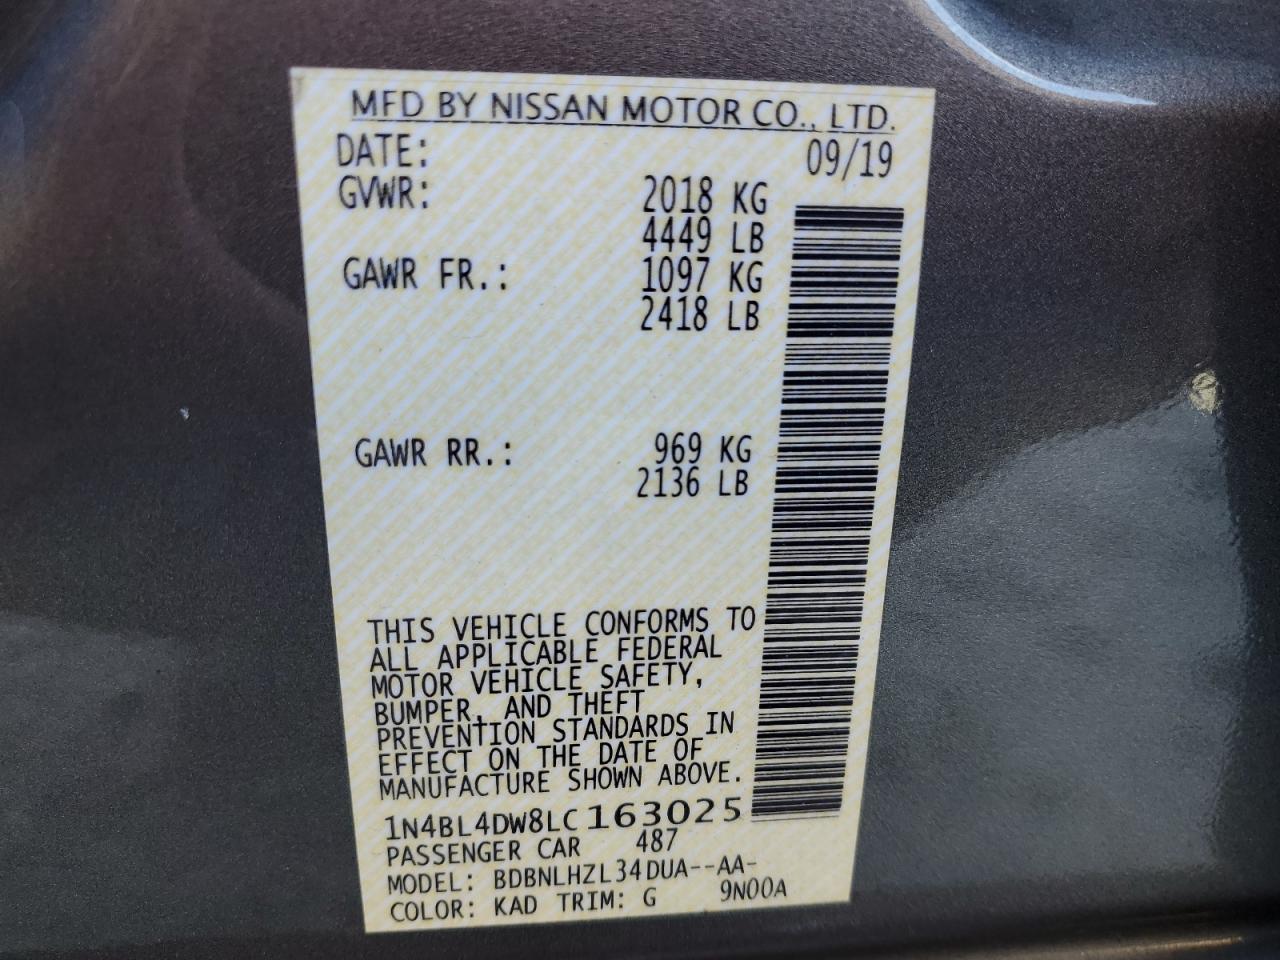 MFD BY NISSAN MOTOR CO., LTD.
DATE: 09/19
GVWR: 2018 KG
4449 LB
GAWR FR.: 1097 KG
2418 LB
GAWR RR.: 969 KG
2136 LB
THIS VEHICLE CONFORMS TO
ALL APPLICABLE FEDERAL
MOTOR VEHICLE SAFETY,
BUMPER, AND THEFT
PREVENTION STANDARDS IN
EFFECT ON THE DATE OF
MANUFACTURE SHOWN ABOVE.
1N4BL4DW8LC163025
PASSENGER CAR 487
MODEL: BDBNLHZL34DUA--AA-
COLOR: KAD TRIM: G 9N00A